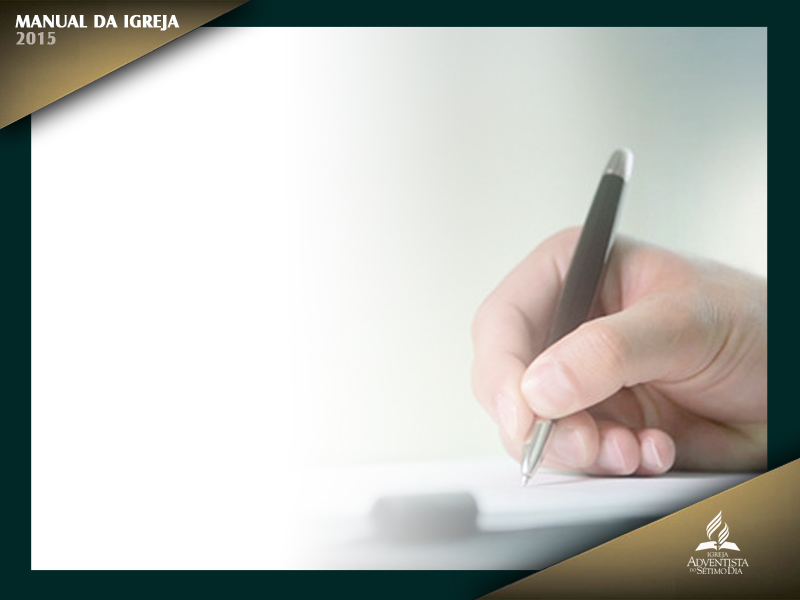 MANUAL DA IGREJA
2015
IGREJA
ADVENTISTA
DO SÉTIMO DIA